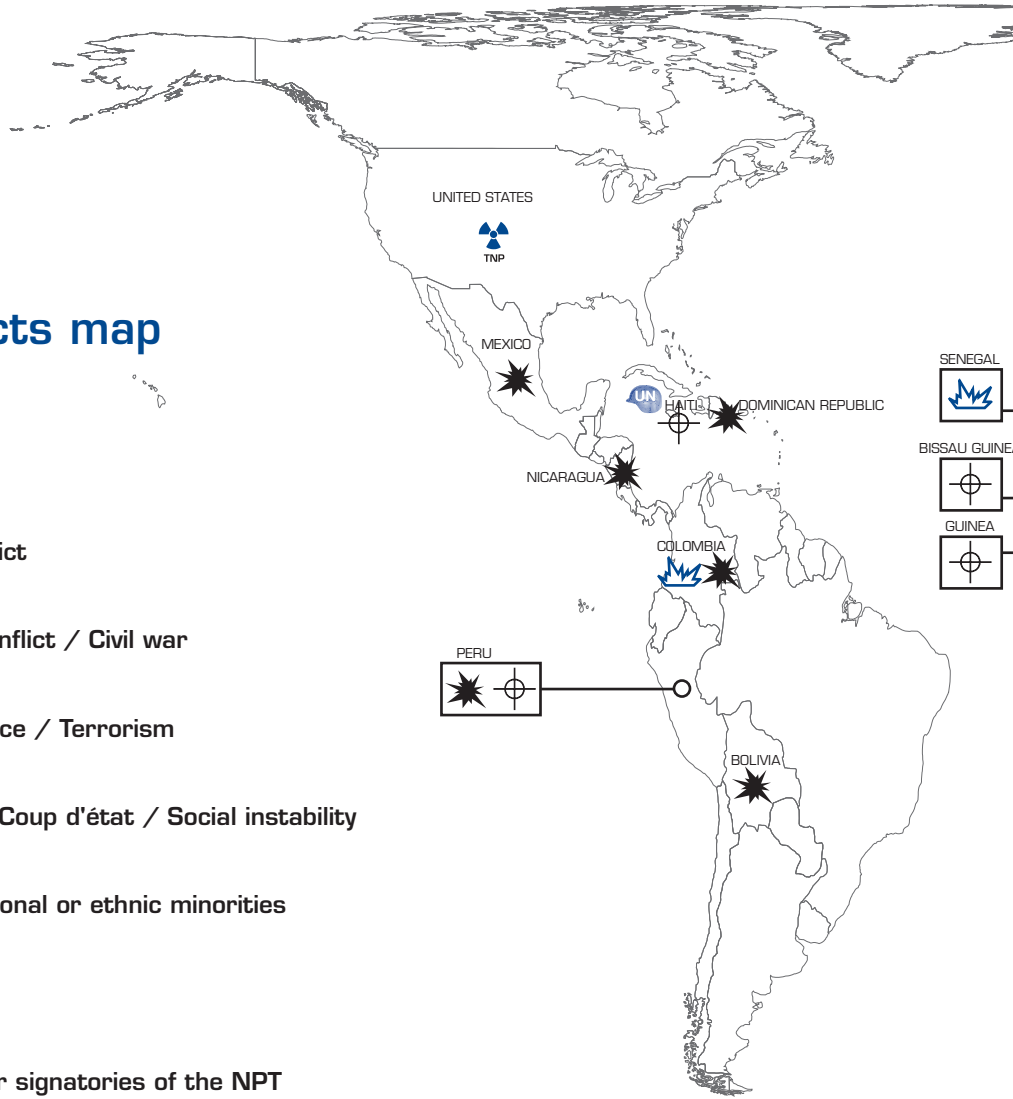 UNITED STATES
TNP
cts map
MEXICO
SENEGAL
UN
HAITI
DOMINICAN REPUBLIC
BISSAU GUINEA
NICARAGUA
GUINEA
ict
COLOMBIA
nflict / Civil war
PERU
ce / Terrorism
BOLIVIA
Coup d'état / Social instability
onal or ethnic minorities
r signatories of the NPT